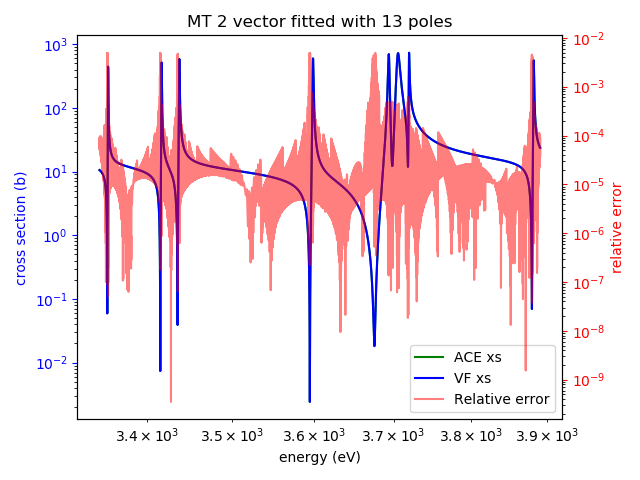 MT 2 vector fitted with 13 poles
10³
10²
10¹
10⁰
10⁻¹
10⁻²
cross section (b)
10⁻²
10⁻³
10⁻⁴
10⁻⁵
10⁻⁶
10⁻⁷
10⁻⁸
10⁻⁹
relative error
ACE xs
VF xs
Relative error
3.4 × 10³ 3.5 × 10³ 3.6 × 10³ 3.7 × 10³ 3.8 × 10³ 3.9 × 10³
energy (eV)